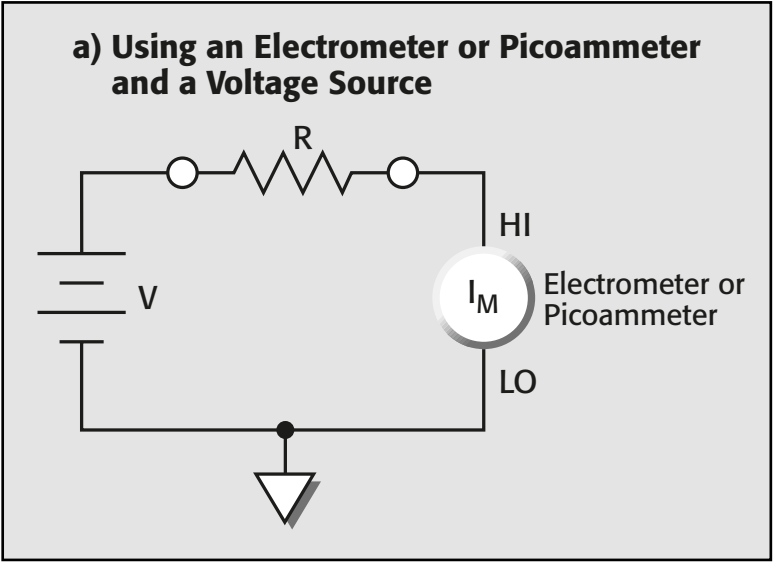 a) Using an Electrometer or Picoammeter
and a Voltage Source
R
HI
V
IM
Electrometer or
Picoammeter
LO